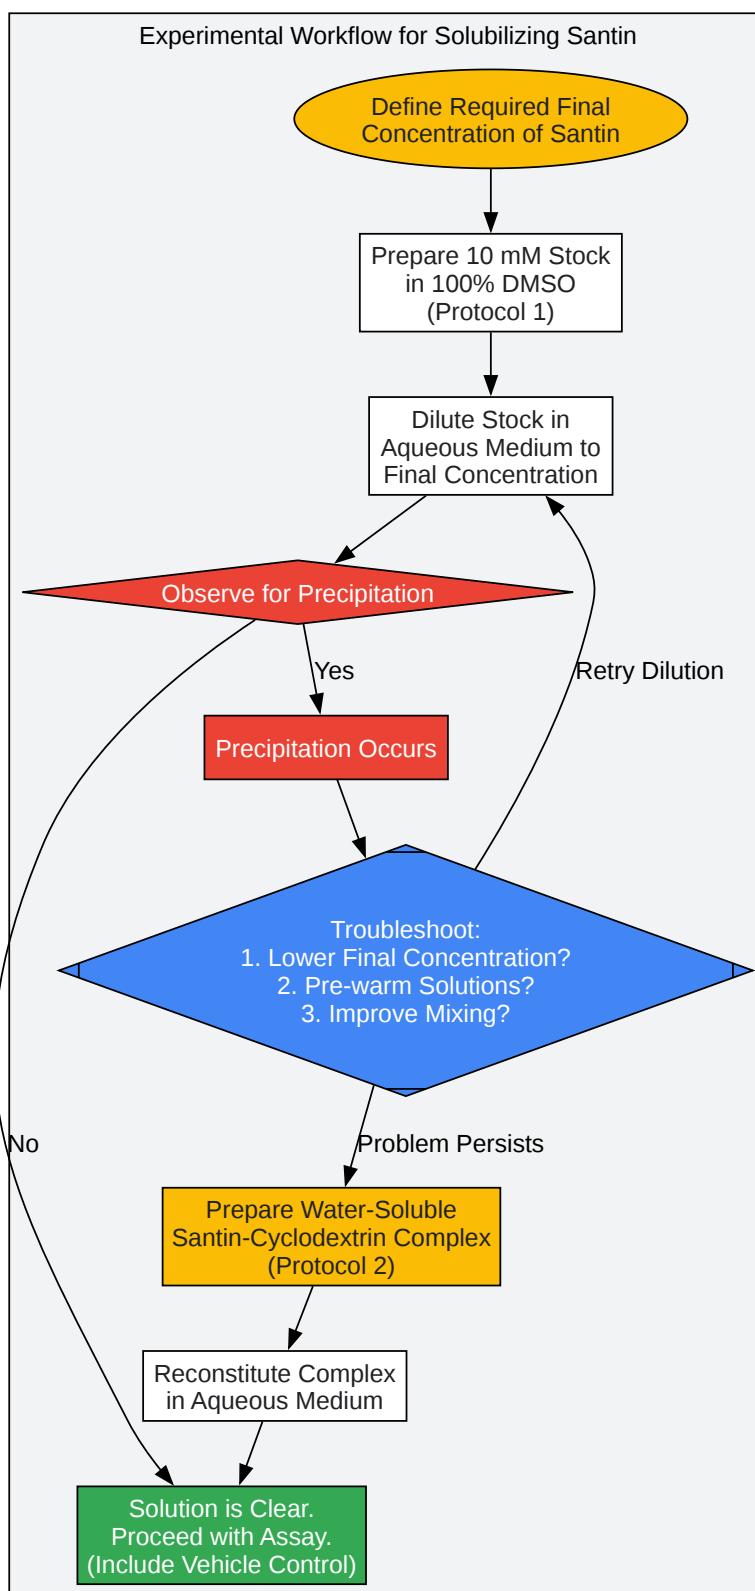 Experimental Workflow for Solubilizing Santin
Define Required Final
Concentration of Santin
Prepare 10 mM Stock
in 100% DMSO
(Protocol 1)
Dilute Stock in
Aqueous Medium to
Final Concentration
Observe for Precipitation
Yes
Retry Dilution
Precipitation Occurs
Troubleshoot:
1. Lower Final Concentration?
2. Pre-warm Solutions?
3. Improve Mixing?
No
Problem Persists
Prepare Water-Soluble
Santin-Cyclodextrin Complex
(Protocol 2)
Reconstitute Complex
in Aqueous Medium
Solution is Clear.
Proceed with Assay.
(Include Vehicle Control)